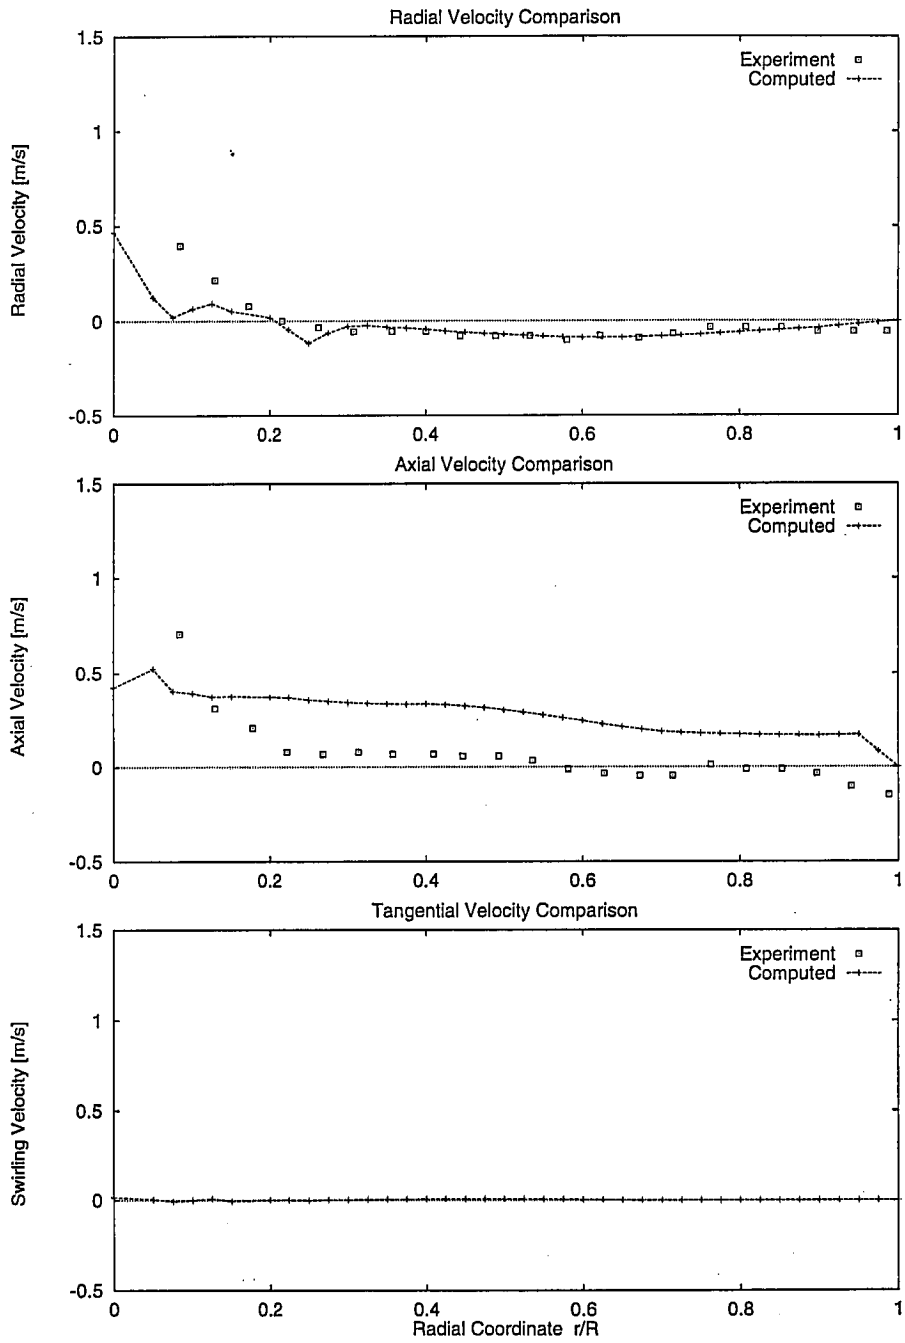 Radial Velocity Comparison
1.5
Experiment
Computed
1
Radial Velocity [m/s]
0.5
0
-0.5
0 0.2 0.4 0.6 0.8 1
Axial Velocity Comparison
1.5
Experiment
Computed
1
Axial Velocity [m/s]
0.5
0
-0.5
0 0.2 0.4 0.6 0.8 1
Tangential Velocity Comparison
1.5
Experiment
Computed
1
Swirling Velocity [m/s]
0.5
0
-0.5
0 0.2 0.4 0.6 0.8 1
Radial Coordinate r/R